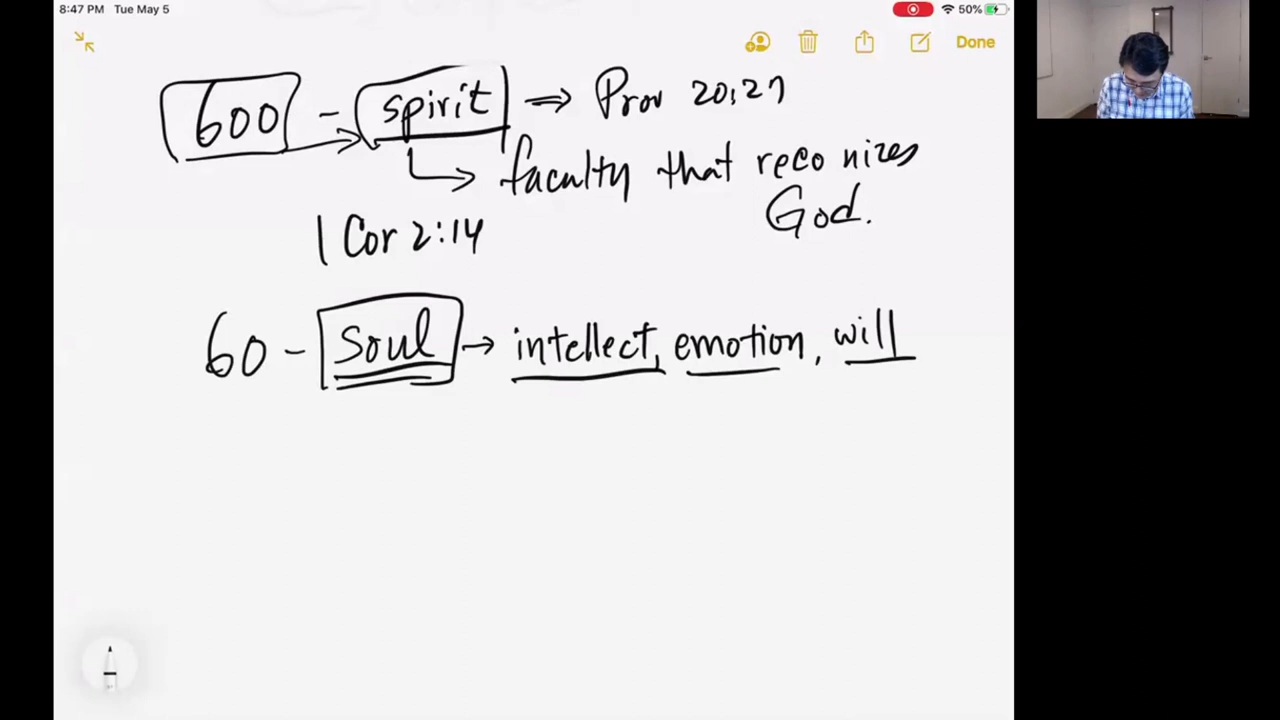 8:47 PM Tue May 5
50%
Done
600 - spirit ⇒ Prov 20:27
→ faculty that reco nizes
God.
1 Cor 2:14
60 - soul → intellect, emotion, will